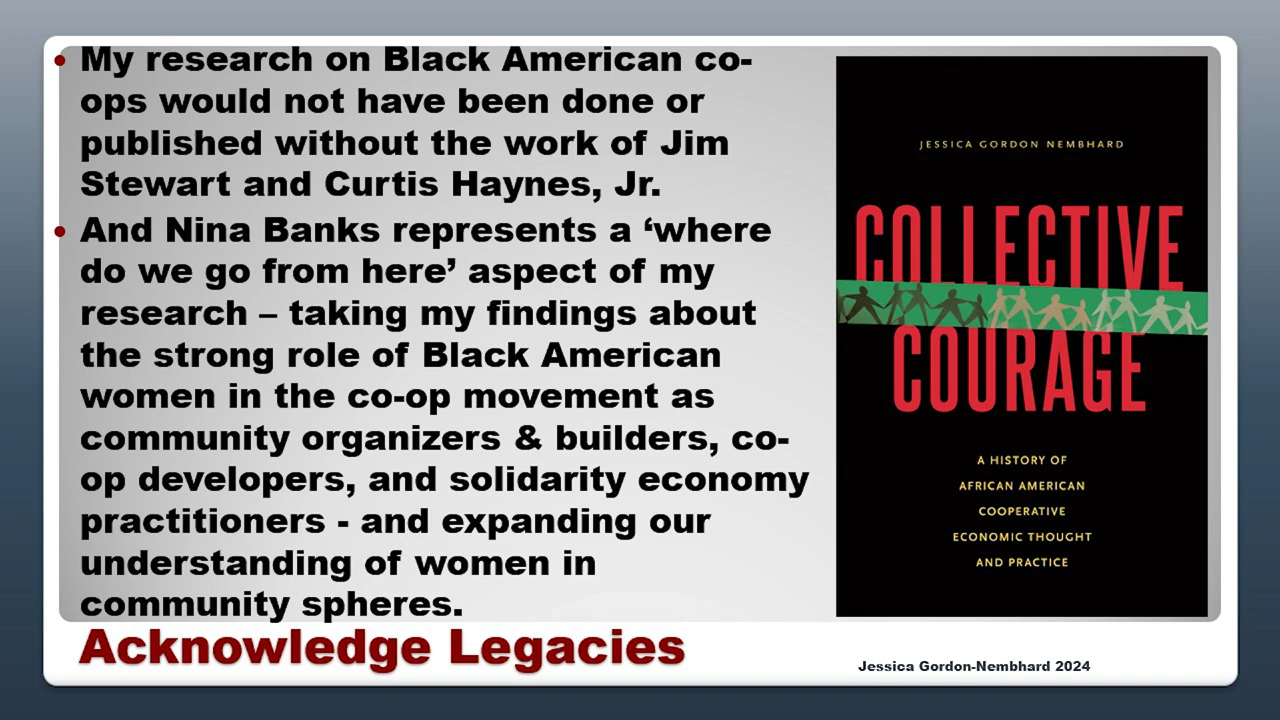 • My research on Black American co-
ops would not have been done or
published without the work of Jim
Stewart and Curtis Haynes, Jr.
• And Nina Banks represents a ‘where
do we go from here’ aspect of my
research – taking my findings about
the strong role of Black American
women in the co-op movement as
community organizers & builders, co-
op developers, and solidarity economy
practitioners - and expanding our
understanding of women in
community spheres.
Acknowledge Legacies
JESSICA GORDON NEMBHARD
COLLECTIVE
COURAGE
A HISTORY OF
AFRICAN AMERICAN
COOPERATIVE
ECONOMIC THOUGHT
AND PRACTICE
Jessica Gordon-Nembhard 2024